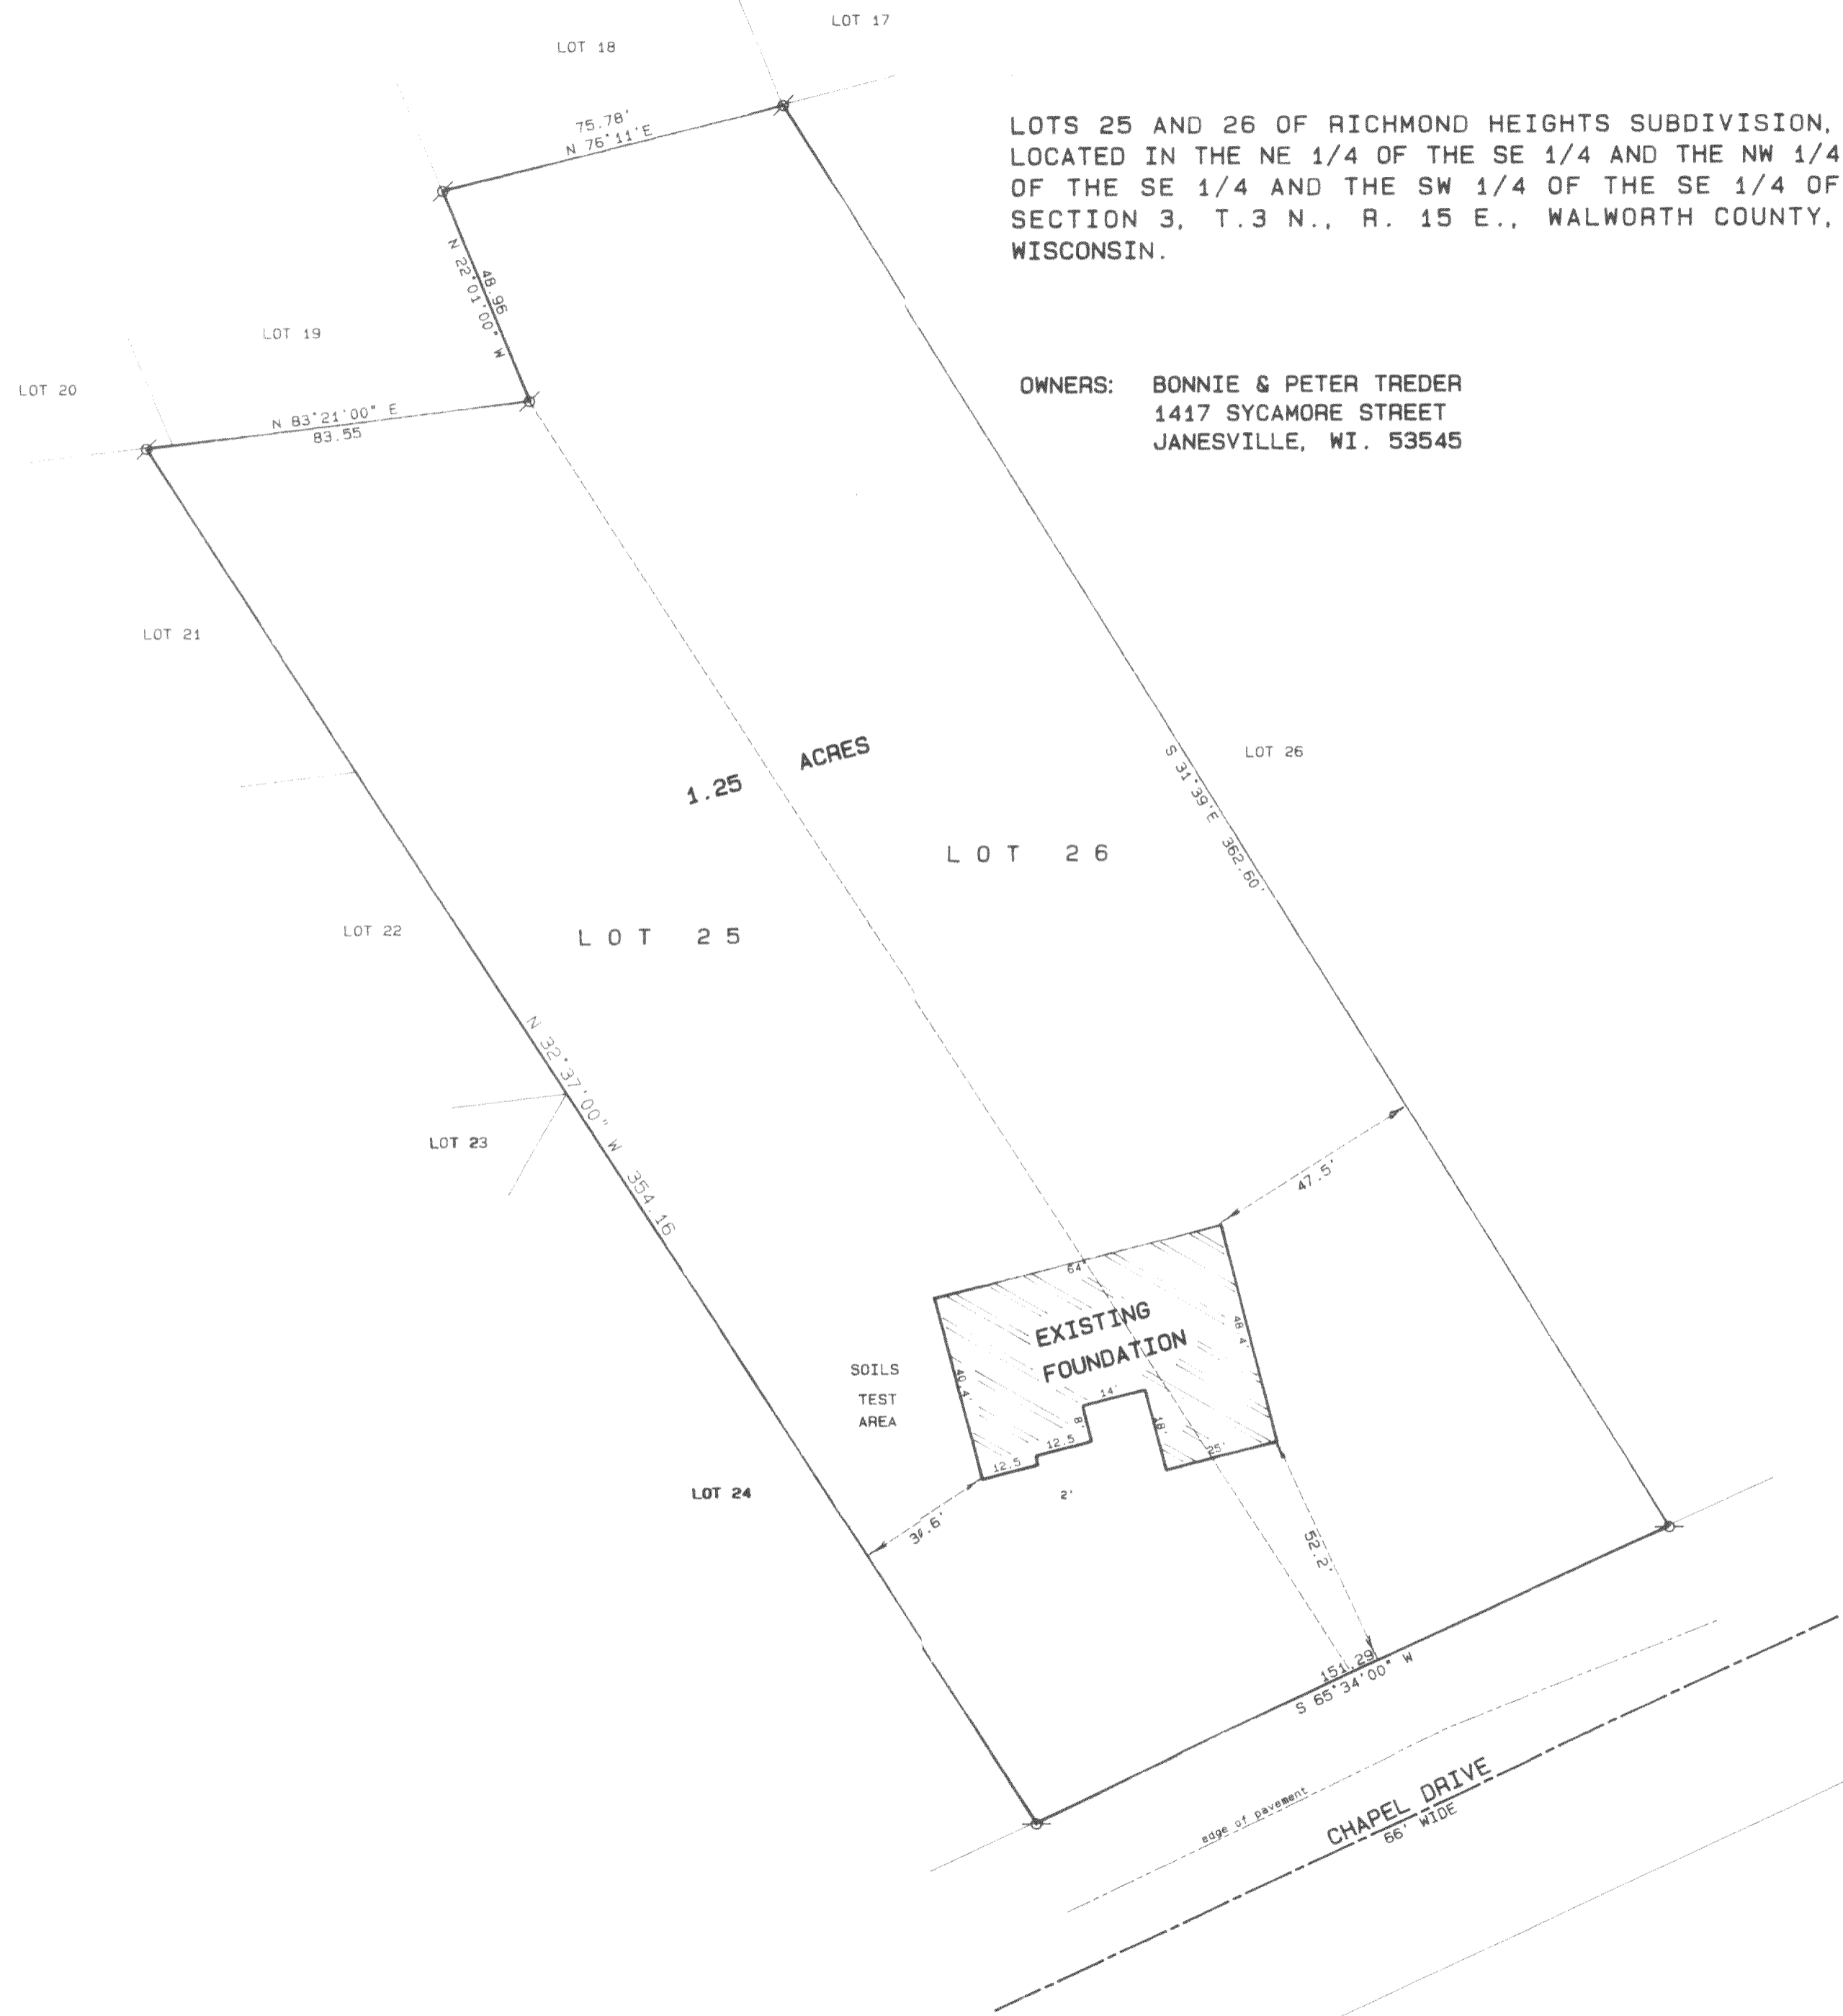 LOT 17
LOT 18
75.78'
N 76°11'E
LOTS 25 AND 26 OF RICHMOND HEIGHTS SUBDIVISION,
LOCATED IN THE NE 1/4 OF THE SE 1/4 AND THE NW 1/4
OF THE SE 1/4 AND THE SW 1/4 OF THE SE 1/4 OF
SECTION 3, T.3 N., R. 15 E., WALWORTH COUNTY,
WISCONSIN.
48.96
N 22°01'00" W
LOT 19
LOT 20
OWNERS: BONNIE & PETER TREDER
1417 SYCAMORE STREET
JANESVILLE, WI. 53545
N 83°21'00" E
83.55
LOT 21
1.25 ACRES
LOT 26
S 31°39'E 362.60'
LOT 26
LOT 25
LOT 22
N 32°37'00" W 354.16
LOT 23
47.5'
64'
EXISTING
FOUNDATION
48.4'
40.4'
SOILS
TEST
AREA
14'
8'
18'
12.5
12.5
25'
2'
LOT 24
52.2'
151.29
S 65°34'00" W
edge of pavement
CHAPEL DRIVE
66' WIDE